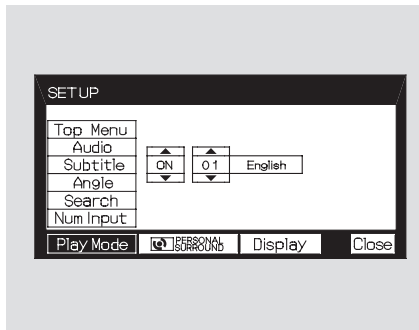 SETUP
Top Menu
Audio
Subtitle ON 01 English
Angle
Search
Num Input
Play Mode PERSONAL SURROUND Display Close